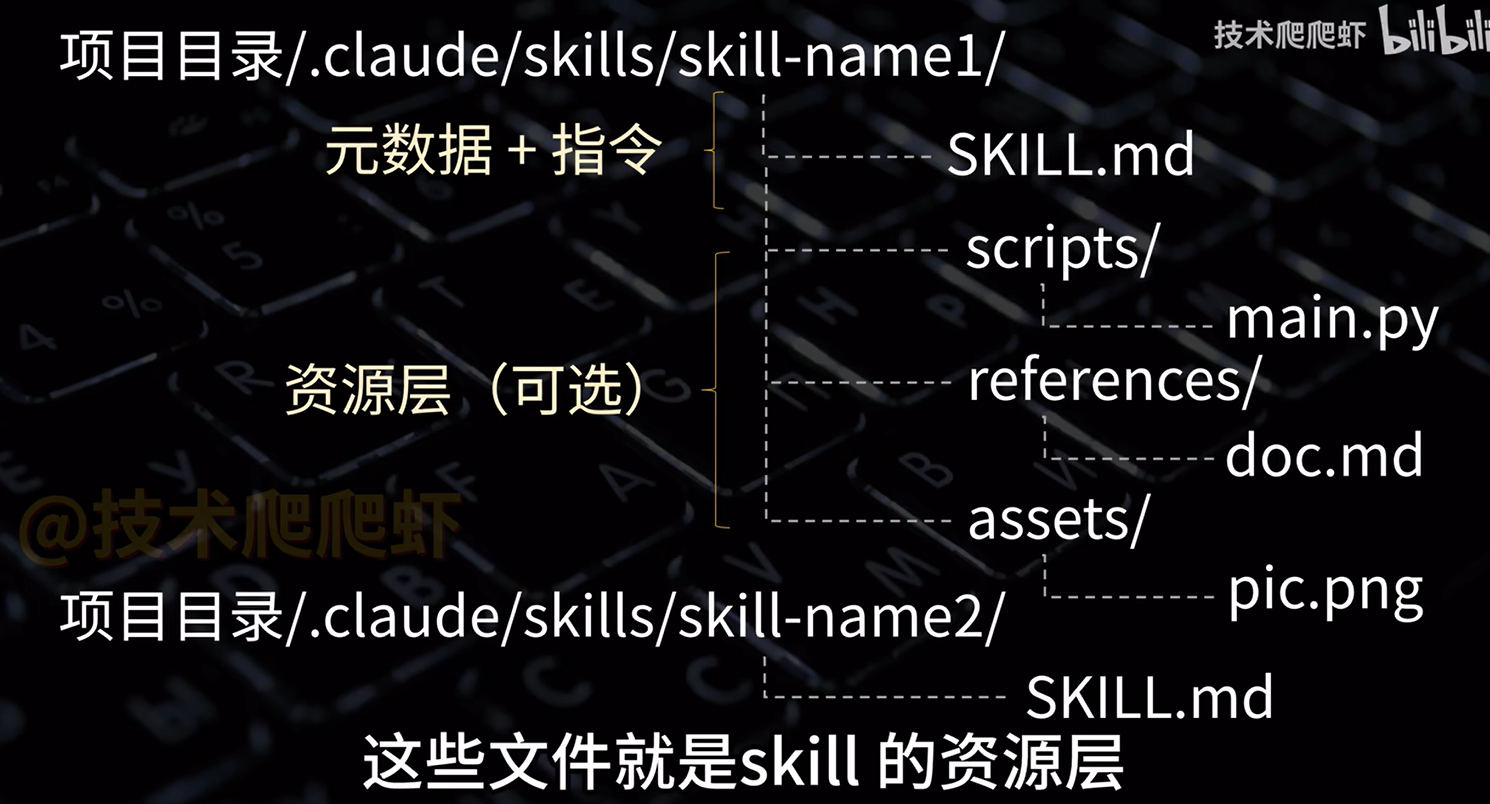 技术爬爬虾 bilibili
项目目录/.claude/skills/skill-name1/
元数据 + 指令
SKILL.md
scripts/
main.py
资源层（可选）
references/
doc.md
@技术爬爬虾
assets/
pic.png
项目目录/.claude/skills/skill-name2/
SKILL.md
这些文件就是skill 的资源层